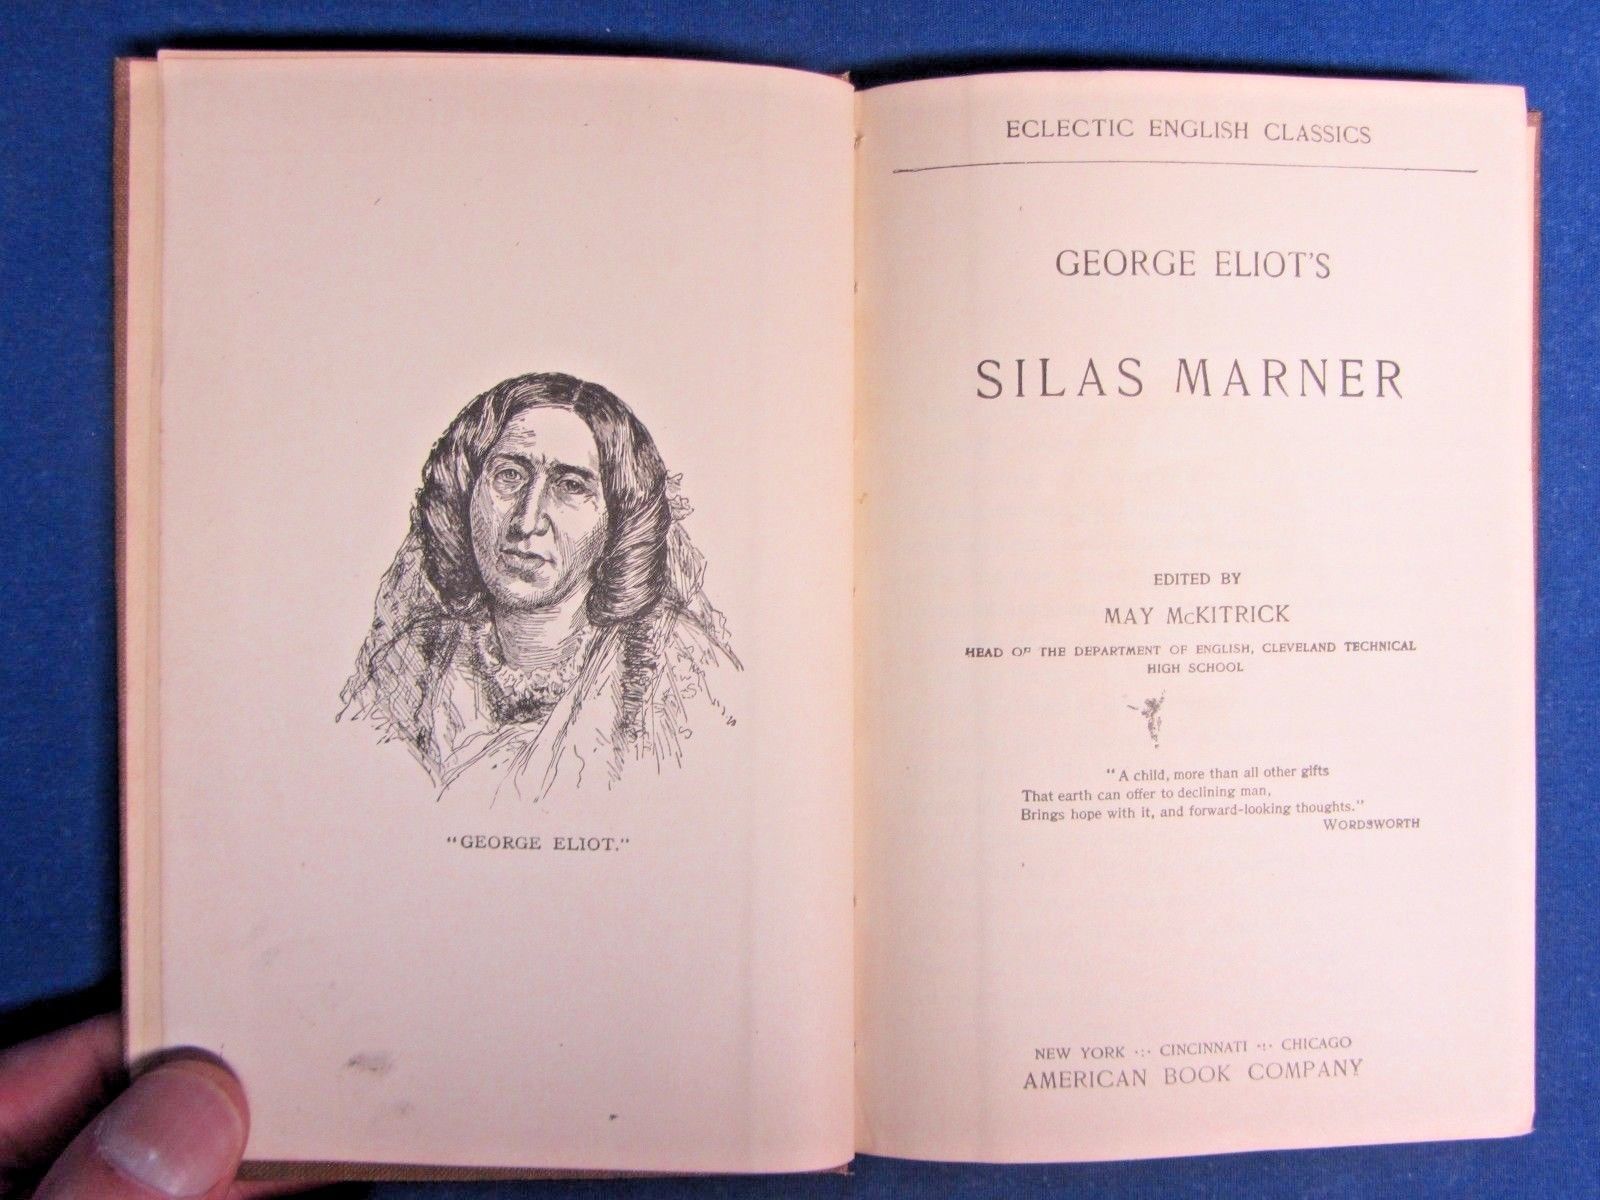 "GEORGE ELIOT."
ECLECTIC ENGLISH CLASSICS
GEORGE ELIOT'S
SILAS MARNER
EDITED BY
MAY McKITRICK
HEAD OF THE DEPARTMENT OF ENGLISH, CLEVELAND TECHNICAL
HIGH SCHOOL
"A child, more than all other gifts
That earth can offer to declining man,
Brings hope with it, and forward-looking thoughts."
WORDSWORTH
NEW YORK ·:· CINCINNATI ·:· CHICAGO
AMERICAN BOOK COMPANY